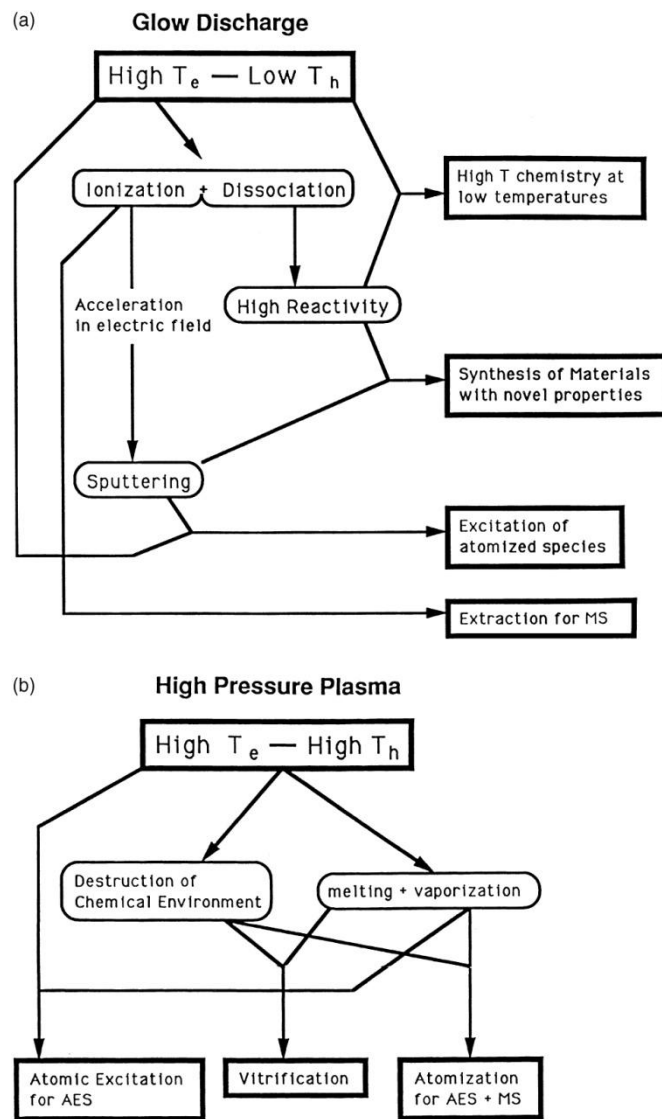 (a)
Glow Discharge
High Te — Low Th
Ionization + Dissociation
High T chemistry at
low temperatures
Acceleration
in electric field
High Reactivity
Synthesis of Materials
with novel properties
Sputtering
Excitation of
atomized species
Extraction for MS
(b)
High Pressure Plasma
High Te — High Th
Destruction of
Chemical Environment
melting + vaporization
Atomic Excitation
for AES
Vitrification
Atomization
for AES + MS